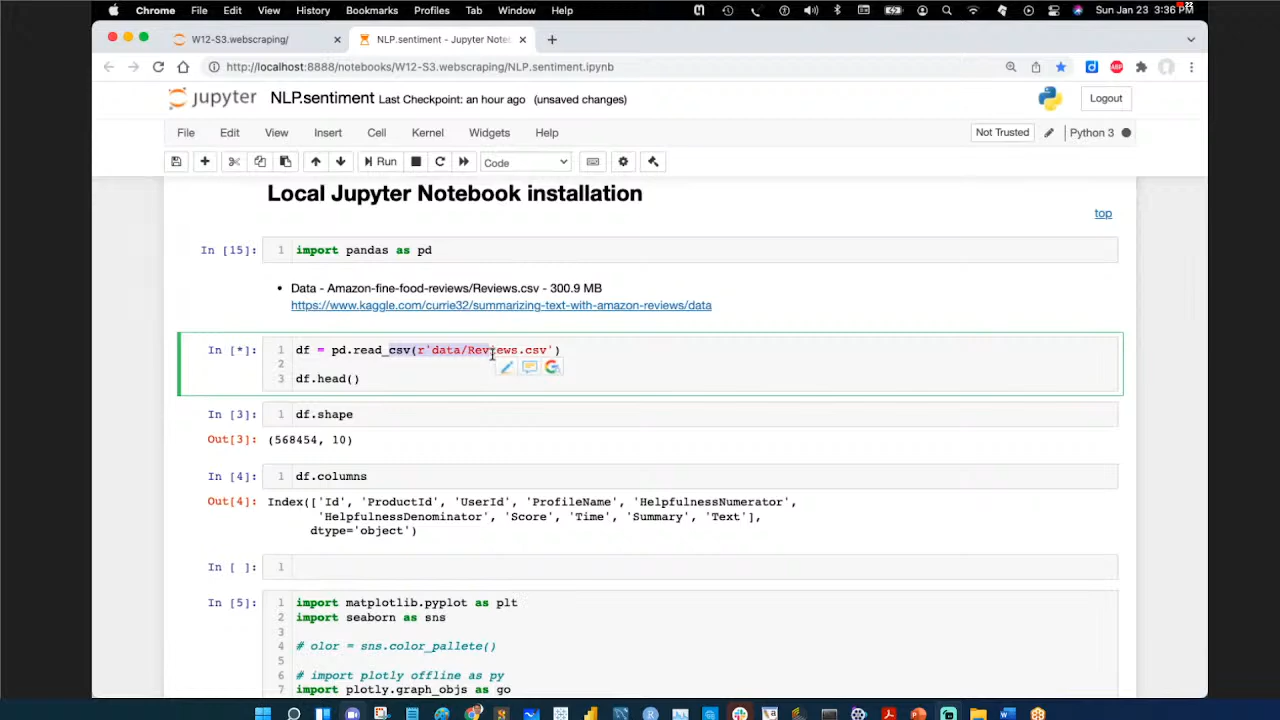 Chrome File Edit View History Bookmarks Profiles Tab Window Help Sun Jan 23 3:36 PM
W12-S3.webscraping/ NLP.sentiment - Jupyter Note
http://localhost:8888/notebooks/W12-S3.webscraping/NLP.sentiment.ipynb
jupyter NLP.sentiment Last Checkpoint: an hour ago (unsaved changes) Logout
File Edit View Insert Cell Kernel Widgets Help Not Trusted Python 3
Run Code
Local Jupyter Notebook installation
top
In [15]: 1 import pandas as pd
• Data - Amazon-fine-food-reviews/Reviews.csv - 300.9 MB
https://www.kaggle.com/currie32/summarizing-text-with-amazon-reviews/data
In [*]: 1 df = pd.read_csv(r'data/Reviews.csv')
2
3 df.head()
In [3]: 1 df.shape
Out[3]: (568454, 10)
In [4]: 1 df.columns
Out[4]: Index(['Id', 'ProductId', 'UserId', 'ProfileName', 'HelpfulnessNumerator',
'HelpfulnessDenominator', 'Score', 'Time', 'Summary', 'Text'],
dtype='object')
In [ ]: 1
In [5]: 1 import matplotlib.pyplot as plt
2 import seaborn as sns
3
4 # olor = sns.color_pallete()
5
6 # import plotly offline as py
7 import plotly.graph_objs as go